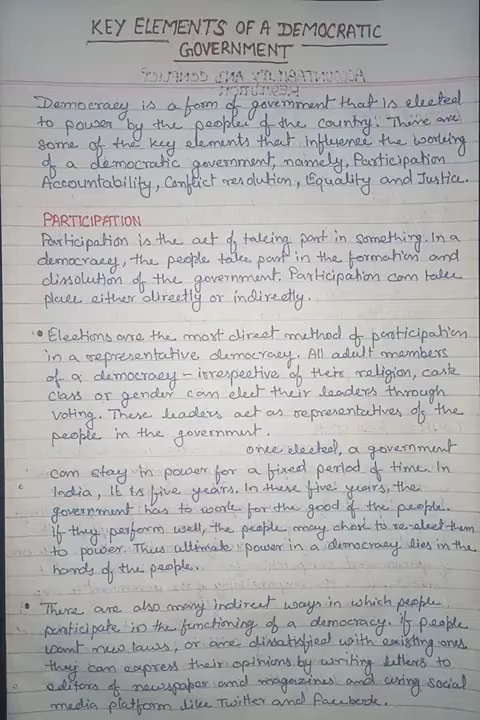 KEY ELEMENTS OF A DEMOCRATIC
GOVERNMENT
Democracy is a form of government that is elected
to power by the people of the country. There are
some of the key elements that influence the working
of a democratic government, namely, Participation
Accountability, Conflict resolution, Equality and Justice.
PARTICIPATION
Participation is the act of taking part in something. In a
democracy, the people take part in the formation and
dissolution of the government. Participation can take
place either directly or indirectly.
• Elections are the most direct method of participation
in a representative democracy. All adult members
of a democracy - irrespective of their religion, caste
class or gender can elect their leaders through
voting. These leaders act as representatives of the
people in the government.
once elected, a government
can stay in power for a fixed period of time. In
India, it is five years. In these five years, the
government has to work for the good of the people.
if they perform well, the people may chose to re-elect them
to power. Thus ultimate power in a democracy lies in the
hands of the people.
• There are also many indirect ways in which people
participate in the functioning of a democracy. if people
want new laws, or are dissatisfied with existing ones
they can express their opinions by writing letters to
editors of newspaper and magazines and using social
media platform like Twitter and Facebook.